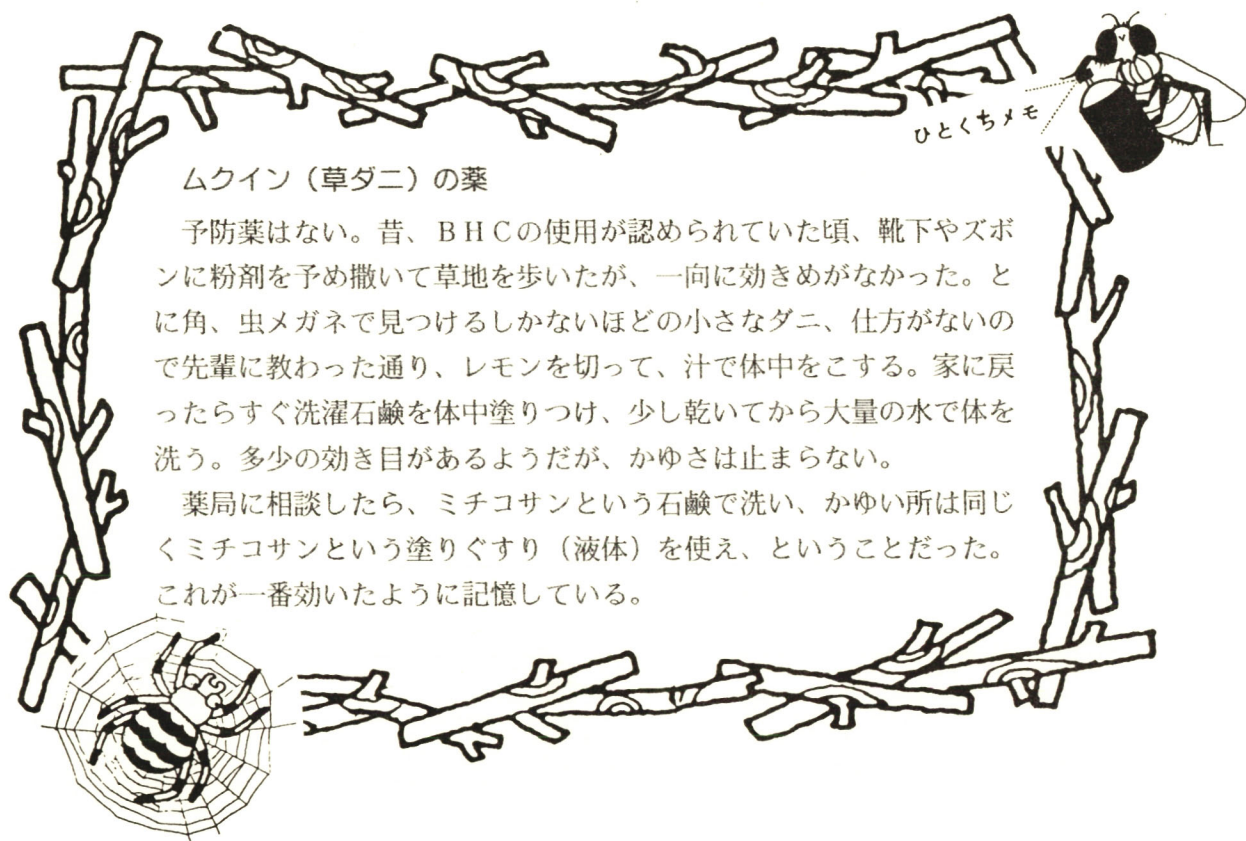 ひとくちメモ
ムクイン（草ダニ）の薬
予防薬はない。昔、ＢＨＣの使用が認められていた頃、靴下やズボ
ンに粉剤を予め撒いて草地を歩いたが、一向に効きめがなかった。と
に角、虫メガネで見つけるしかないほどの小さなダニ、仕方がないの
で先輩に教わった通り、レモンを切って、汁で体中をこする。家に戻
ったらすぐ洗濯石鹸を体中塗りつけ、少し乾いてから大量の水で体を
洗う。多少の効き目があるようだが、かゆさは止まらない。
薬局に相談したら、ミチコサンという石鹸で洗い、かゆい所は同じ
くミチコサンという塗りぐすり（液体）を使え、ということだった。
これが一番効いたように記憶している。